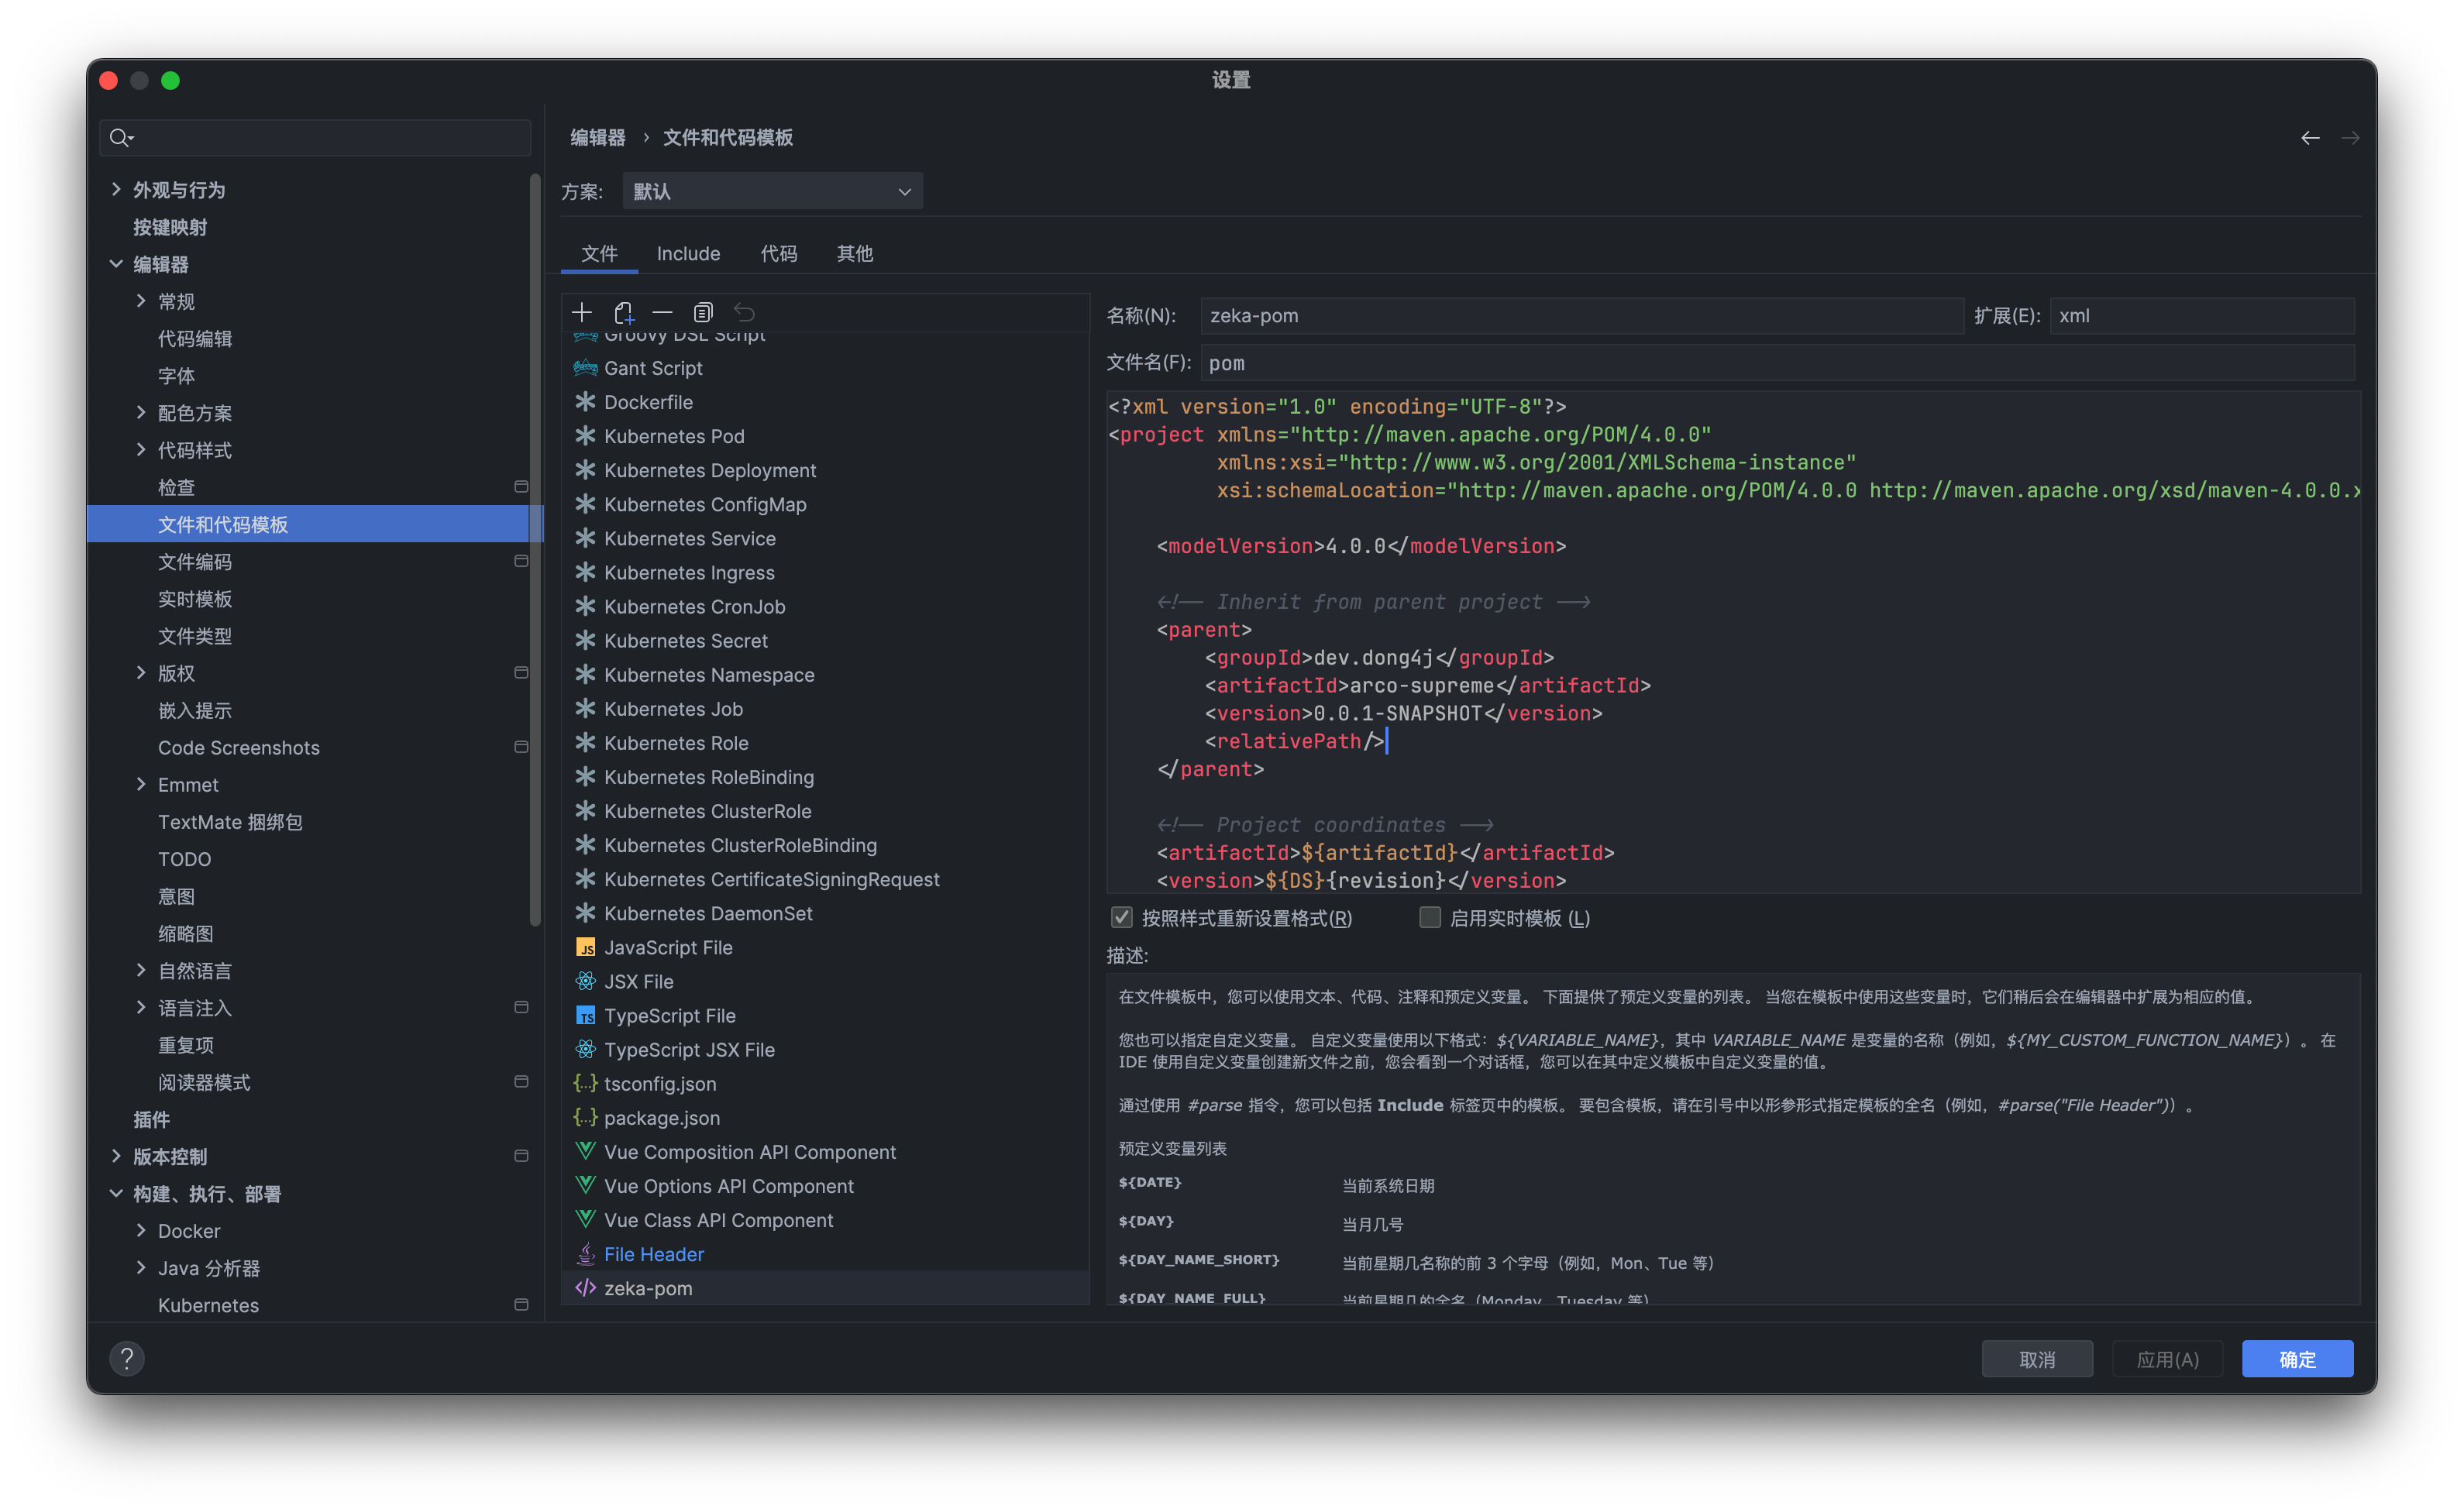 设置
外观与行为
按键映射
编辑器
常规
代码编辑
字体
配色方案
代码样式
检查
文件和代码模板
文件编码
实时模板
文件类型
版权
嵌入提示
Code Screenshots
Emmet
TextMate 捆绑包
TODO
意图
缩略图
自然语言
语言注入
重复项
阅读器模式
插件
版本控制
构建、执行、部署
Docker
Java 分析器
Kubernetes
编辑器 › 文件和代码模板
方案: 默认
文件 Include 代码 其他
Groovy DSL Script
Gant Script
Dockerfile
Kubernetes Pod
Kubernetes Deployment
Kubernetes ConfigMap
Kubernetes Service
Kubernetes Ingress
Kubernetes CronJob
Kubernetes Secret
Kubernetes Namespace
Kubernetes Job
Kubernetes Role
Kubernetes RoleBinding
Kubernetes ClusterRole
Kubernetes ClusterRoleBinding
Kubernetes CertificateSigningRequest
Kubernetes DaemonSet
JavaScript File
JSX File
TypeScript File
TypeScript JSX File
tsconfig.json
package.json
Vue Composition API Component
Vue Options API Component
Vue Class API Component
File Header
zeka-pom
名称(N): zeka-pom 扩展(E): xml
文件名(F): pom
<?xml version="1.0" encoding="UTF-8"?>
<project xmlns="http://maven.apache.org/POM/4.0.0"
xmlns:xsi="http://www.w3.org/2001/XMLSchema-instance"
xsi:schemaLocation="http://maven.apache.org/POM/4.0.0 http://maven.apache.org/xsd/maven-4.0.0.x
<modelVersion>4.0.0</modelVersion>
<!-- Inherit from parent project -->
<parent>
<groupId>dev.dong4j</groupId>
<artifactId>arco-supreme</artifactId>
<version>0.0.1-SNAPSHOT</version>
<relativePath/>
</parent>
<!-- Project coordinates -->
<artifactId>${artifactId}</artifactId>
<version>${DS}{revision}</version>
按照样式重新设置格式(R) 启用实时模板 (L)
描述:
在文件模板中，您可以使用文本、代码、注释和预定义变量。 下面提供了预定义变量的列表。 当您在模板中使用这些变量时，它们稍后会在编辑器中扩展为相应的值。
您也可以指定自定义变量。 自定义变量使用以下格式：${VARIABLE_NAME}，其中 VARIABLE_NAME 是变量的名称（例如，${MY_CUSTOM_FUNCTION_NAME}）。 在
IDE 使用自定义变量创建新文件之前，您会看到一个对话框，您可以在其中定义模板中自定义变量的值。
通过使用 #parse 指令，您可以包括 Include 标签页中的模板。 要包含模板，请在引号中以形参形式指定模板的全名（例如，#parse("File Header")）。
预定义变量列表
${DATE} 当前系统日期
${DAY} 当月几号
${DAY_NAME_SHORT} 当前星期几名称的前 3 个字母（例如，Mon、Tue 等）
${DAY_NAME_FULL} 当前星期几的全名（Monday、Tuesday 等）
?
取消 应用(A) 确定